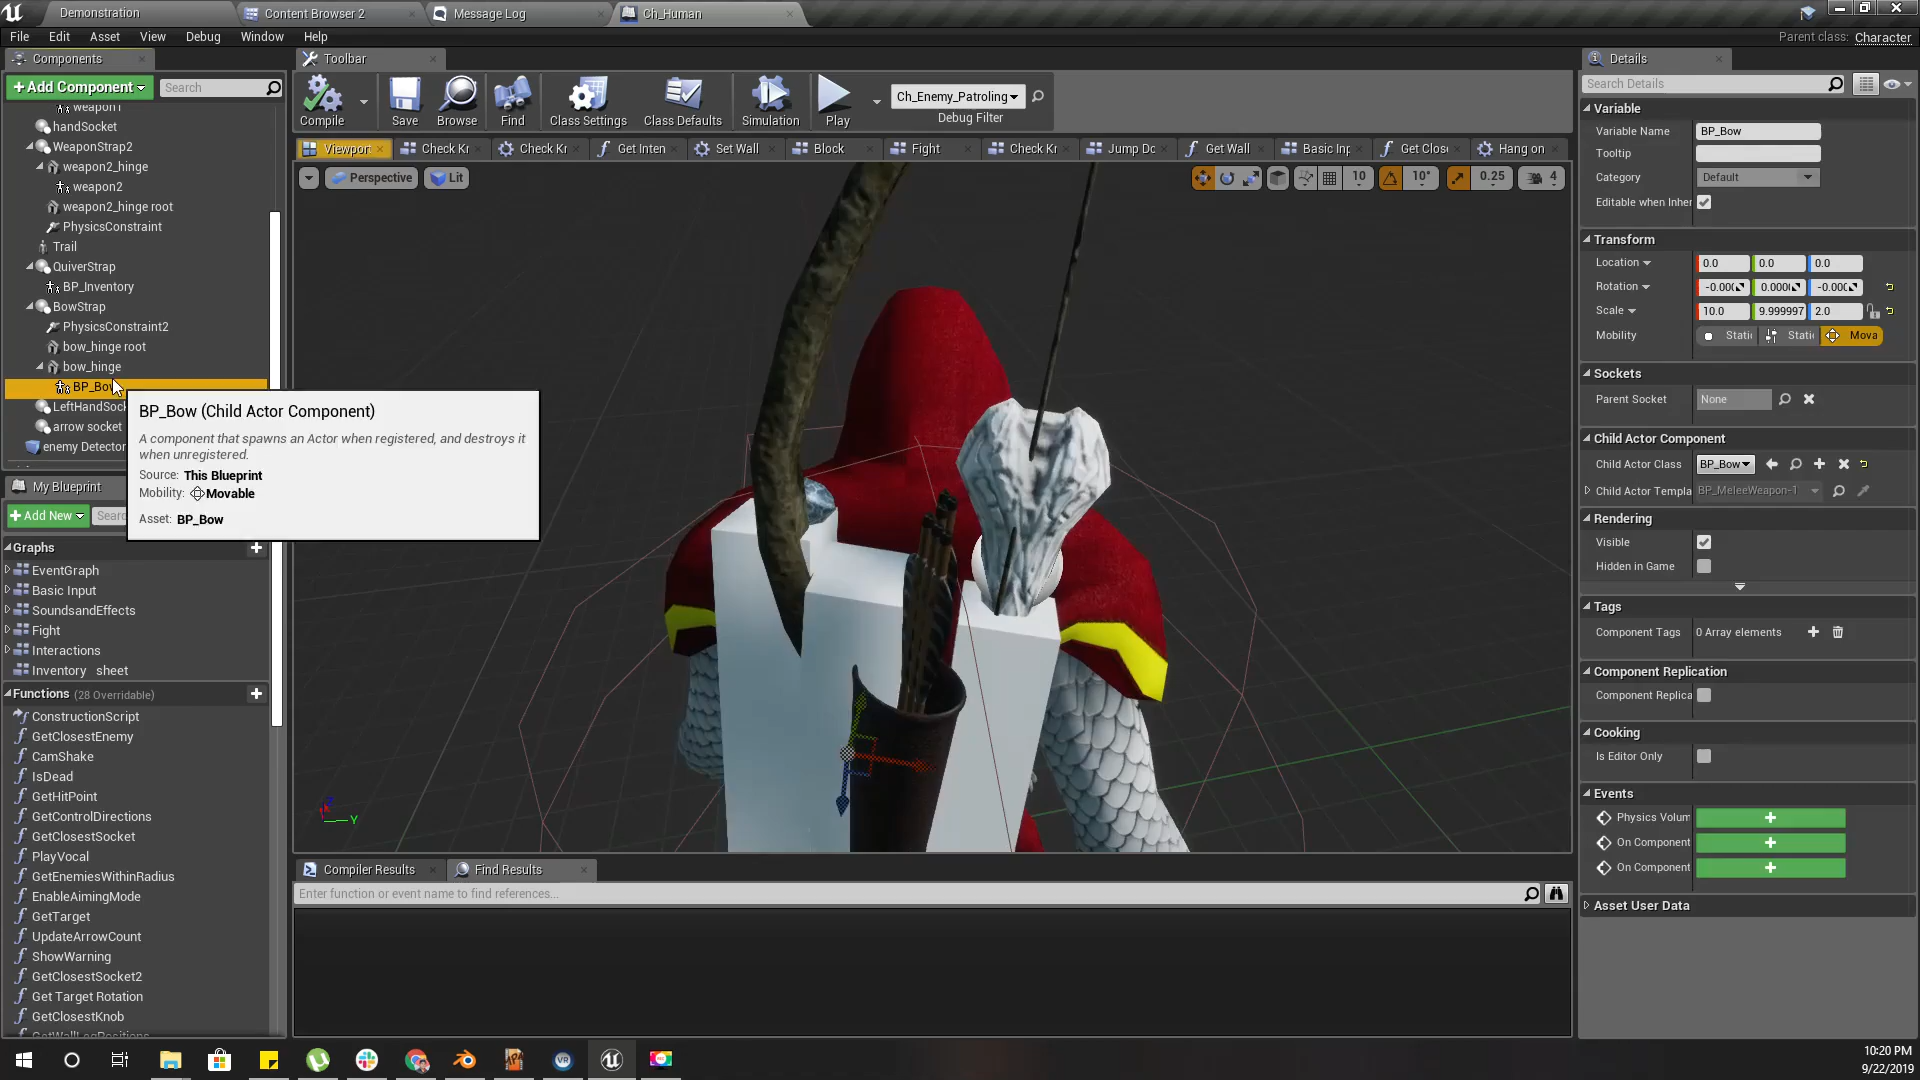 Demonstration
Content Browser 2
Message Log
Ch_Human
File Edit Asset View Debug Window Help
Parent class: Character
Components
+Add Component
Search
weapon1
handSocket
WeaponStrap2
weapon2_hinge
weapon2
weapon2_hinge root
PhysicsConstraint
Trail
QuiverStrap
BP_Inventory
BowStrap
PhysicsConstraint2
bow_hinge root
bow_hinge
BP_Bow
LeftHandSock
arrow socket
enemy Detector
BP_Bow (Child Actor Component)
A component that spawns an Actor when registered, and destroys it
when unregistered.
Source: This Blueprint
Mobility: Movable
Asset: BP_Bow
My Blueprint
+Add New
Searc
Graphs
EventGraph
Basic Input
SoundsandEffects
Fight
Interactions
Inventory sheet
Functions (28 Overridable)
ConstructionScript
GetClosestEnemy
CamShake
IsDead
GetHitPoint
GetControlDirections
GetClosestSocket
PlayVocal
GetEnemiesWithinRadius
EnableAimingMode
GetTarget
UpdateArrowCount
ShowWarning
GetClosestSocket2
Get Target Rotation
GetClosestKnob
GetWallLegPositions
Toolbar
Compile
Save
Browse
Find
Class Settings
Class Defaults
Simulation
Play
Ch_Enemy_Patroling
Debug Filter
Viewport
Check Kr
Check Kr
Get Inten
Set Wall
Block
Fight
Check Kr
Jump Dc
Get Wall
Basic Inp
Get Close
Hang on
Perspective
Lit
10
10°
0.25
4
Y
Compiler Results
Find Results
Enter function or event name to find references...
Details
Search Details
Variable
Variable Name BP_Bow
Tooltip
Category Default
Editable when Inher
Transform
Location 0.0 0.0 0.0
Rotation -0.00 0.000 -0.00
Scale 10.0 9.999997 2.0
Mobility Stati Stati Mova
Sockets
Parent Socket None
Child Actor Component
Child Actor Class BP_Bow
Child Actor Templa BP_MeleeWeapon-1
Rendering
Visible
Hidden in Game
Tags
Component Tags 0 Array elements
Component Replication
Component Replica
Cooking
Is Editor Only
Events
Physics Volum
On Component
On Component
Asset User Data
10:20 PM
9/22/2019